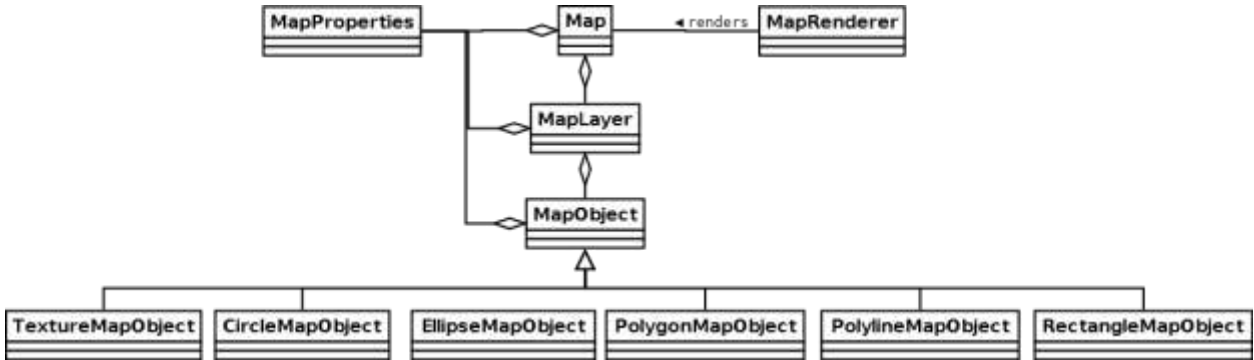 MapProperties
Map
◄ renders
MapRenderer
MapLayer
MapObject
TextureMapObject
CircleMapObject
EllipseMapObject
PolygonMapObject
PolylineMapObject
RectangleMapObject